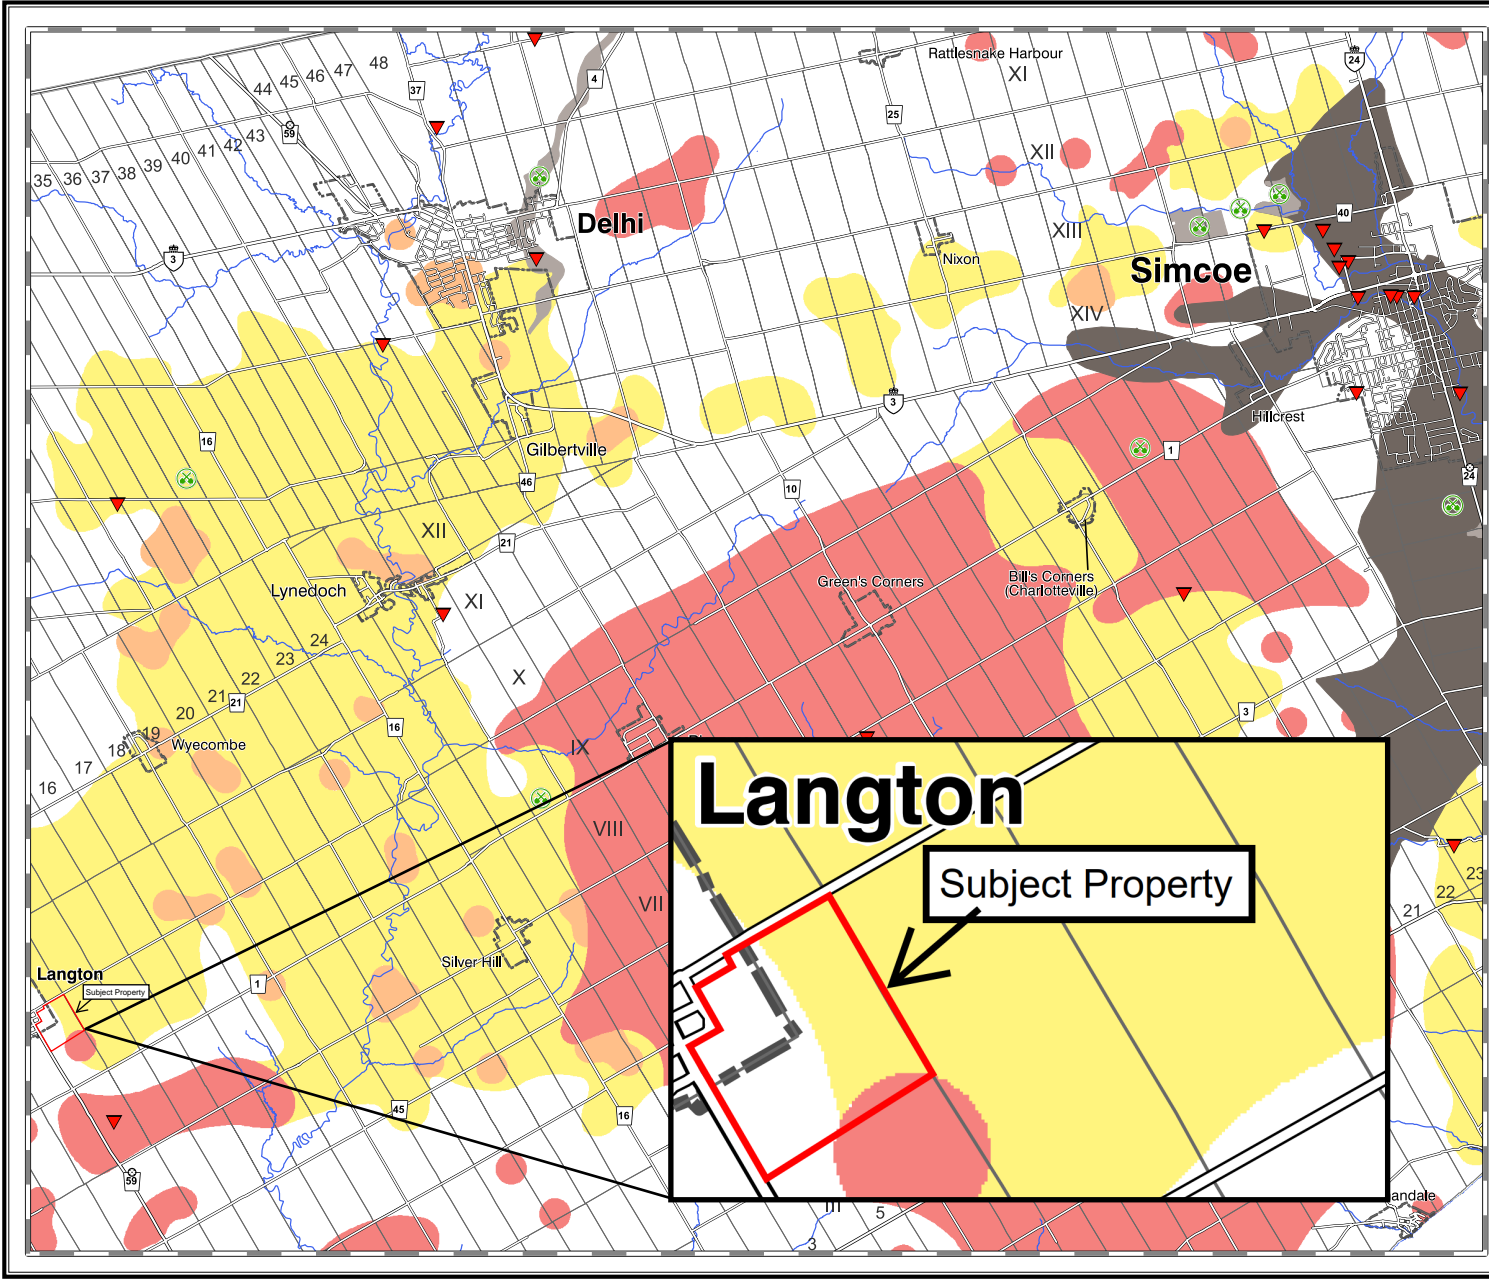 Rattlesnake Harbour
XI
24
48
47
46
45
44
43
42
41
40
39
38
37
36
35
59
37
4
25
XII
XIII
40
Delhi
3
Nixon
Simcoe
XIV
3
Hillcrest
16
Gilbertville
46
10
1
24
XII
21
Lynedoch
XI
Green's Corners
Bill's Corners
(Charlotteville)
24
23
22
21
20
19
18
17
16
21
X
16
3
Wyecombe
IX
VIII
VII
Langton
Subject Property
Silver Hill
1
Langton
Subject Property
23
22
21
45
16
59
III
5
3
andale